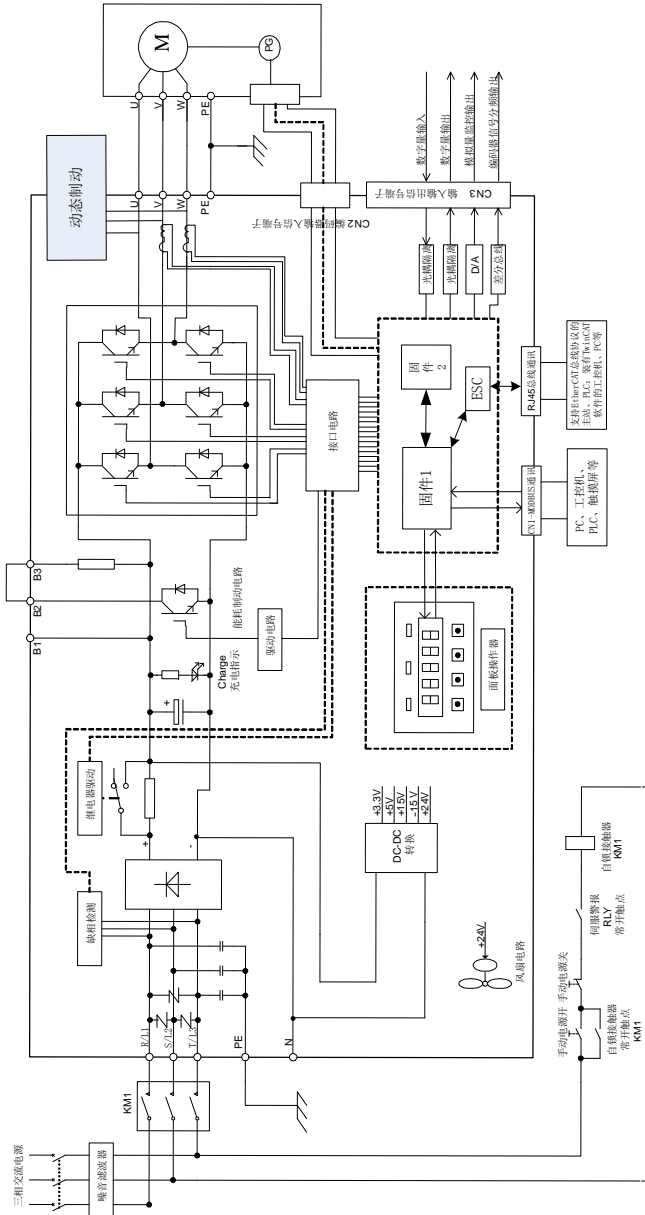 三相交流电源
噪音滤波器
KM1
R/L1
S/L2
T/L3
PE
N
缺相检测
继电器驱动
+
-
+
Charge
充电指示
能耗制动电路
驱动电路
B1
B2
B3
DC-DC
转换
+3.3V
+5V
+15V
-15V
+24V
+24V
风扇电路
面板操作器
接口电路
固件1
固件
2
ESC
动态制动
U
V
W
PE
U
V
W
PE
M
PG
CN2 编码器输入信号端子
CN3
输入输出信号端子
光耦隔离
光耦隔离
D/A
差分总线
数字量输入
数字量输出
模拟量监控输出
编码器信号分频输出
CN1-MODBUS通讯
RJ45总线通讯
PC、工控机、
PLC、触摸屏等
支持EtherCAT总线协议的
主站、PLC；装有TwinCAT
软件的工控机、PC等
手动电源开
手动电源关
自锁接触器
常开触点
KM1
伺服警报
RLY
常开触点
自锁接触器
KM1